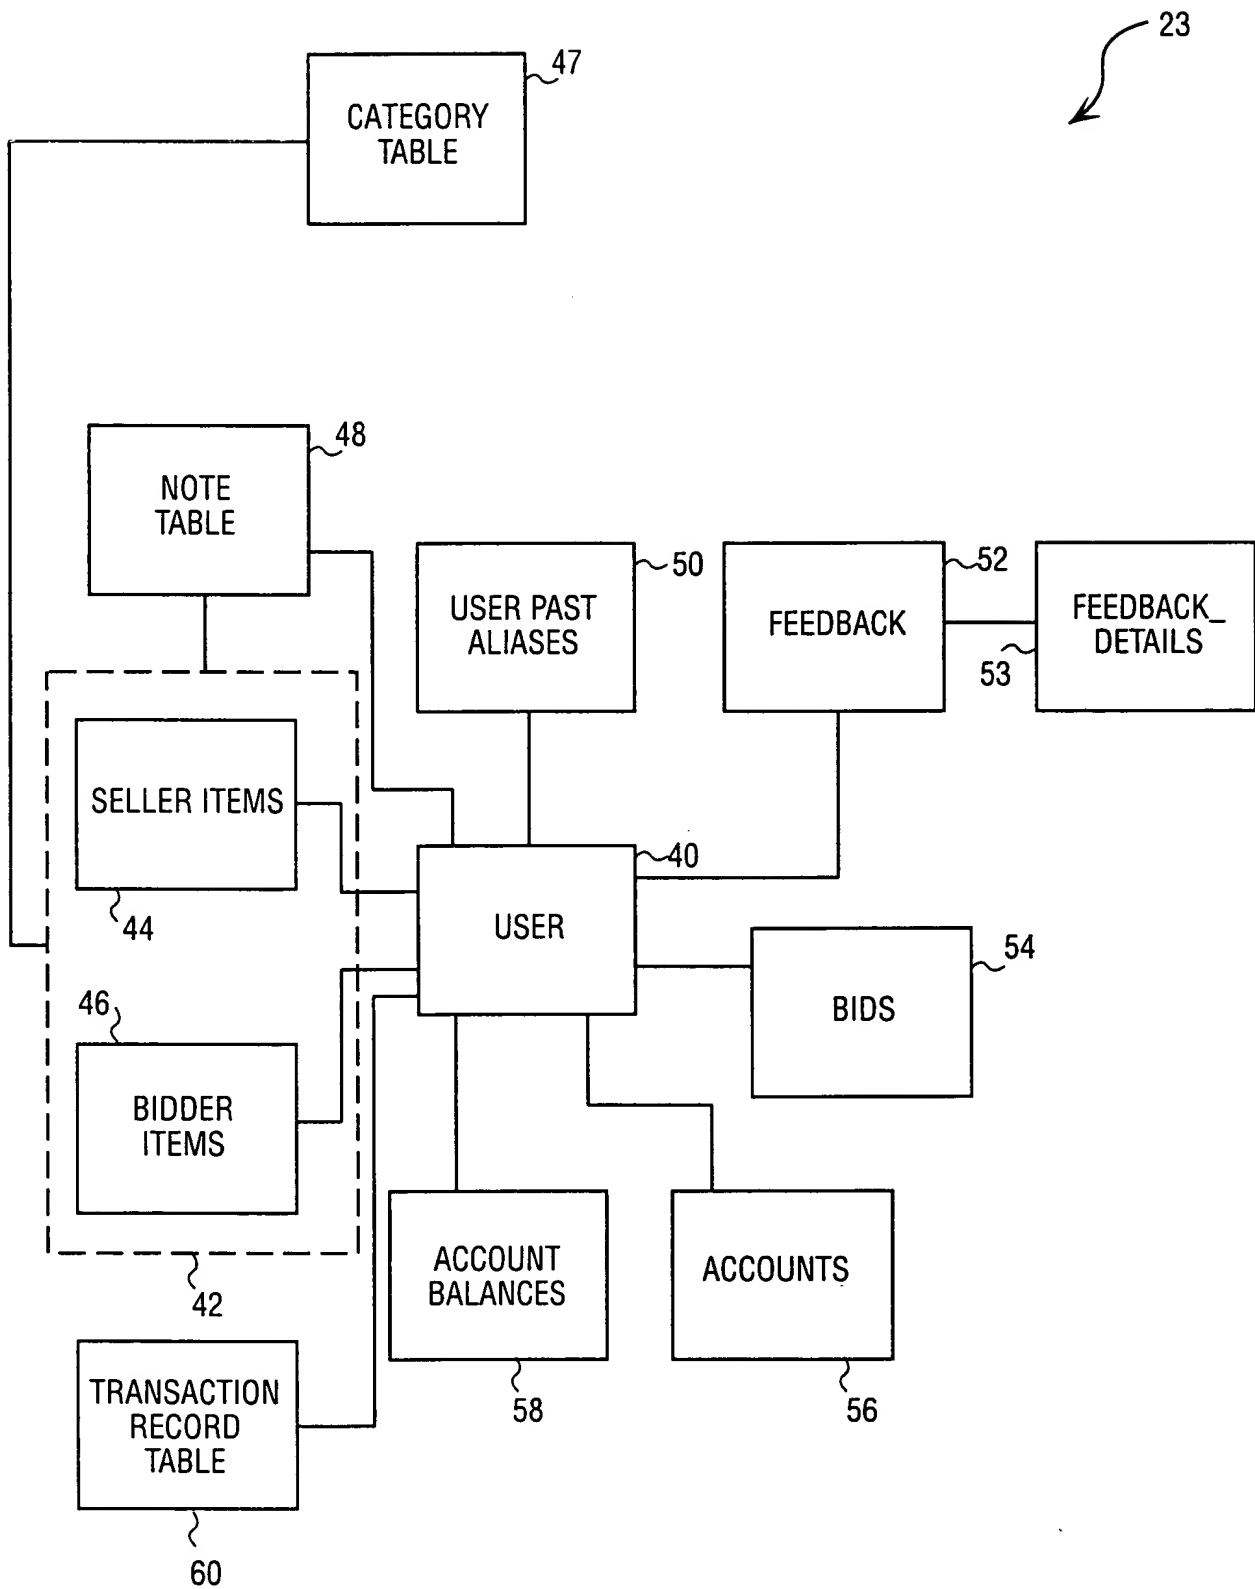 23
47
CATEGORY
TABLE
48
NOTE
TABLE
50
USER PAST
ALIASES
52
FEEDBACK
53
FEEDBACK_
DETAILS
SELLER ITEMS
44
40
USER
54
BIDS
46
BIDDER
ITEMS
42
ACCOUNT
BALANCES
58
ACCOUNTS
56
TRANSACTION
RECORD
TABLE
60